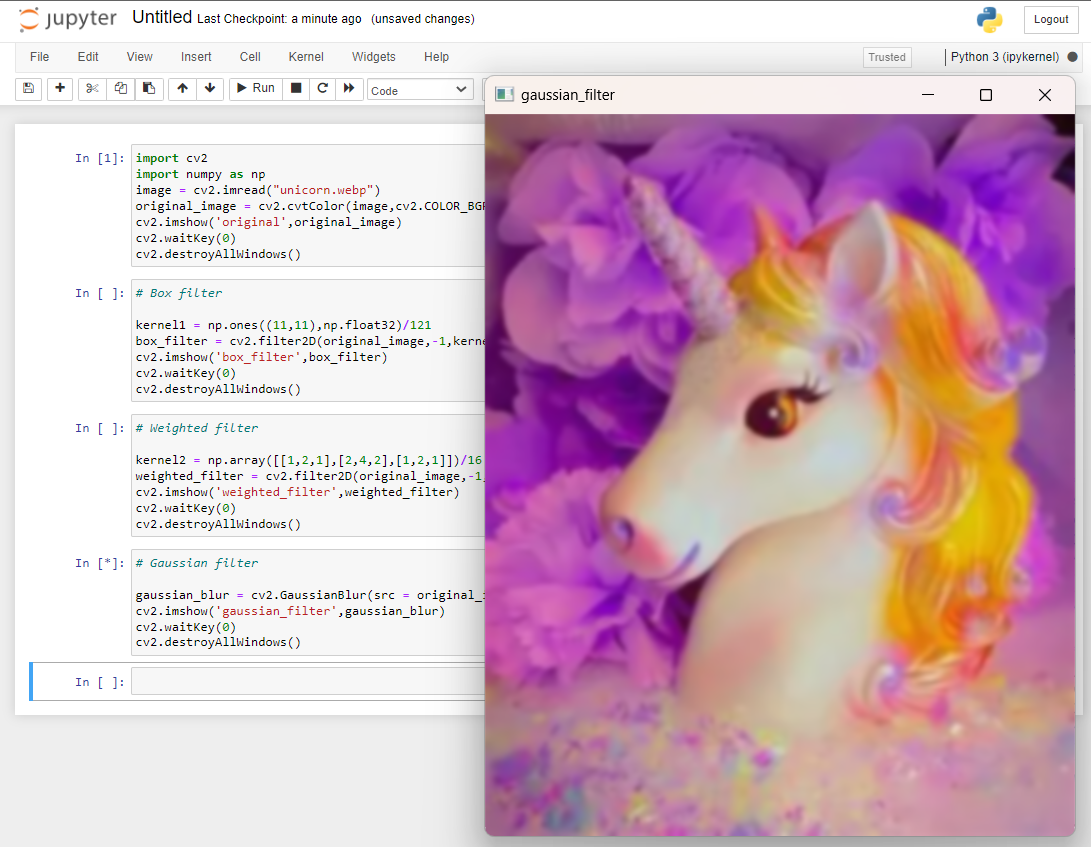 jupyter Untitled Last Checkpoint: a minute ago (unsaved changes) Logout
File Edit View Insert Cell Kernel Widgets Help Trusted Python 3 (ipykernel)
Run Code
gaussian_filter
In [1]: import cv2
import numpy as np
image = cv2.imread("unicorn.webp")
original_image = cv2.cvtColor(image,cv2.COLOR_BGR
cv2.imshow('original',original_image)
cv2.waitKey(0)
cv2.destroyAllWindows()
In [ ]: # Box filter
kernel1 = np.ones((11,11),np.float32)/121
box_filter = cv2.filter2D(original_image,-1,kerne
cv2.imshow('box_filter',box_filter)
cv2.waitKey(0)
cv2.destroyAllWindows()
In [ ]: # Weighted filter
kernel2 = np.array([[1,2,1],[2,4,2],[1,2,1]])/16
weighted_filter = cv2.filter2D(original_image,-1,
cv2.imshow('weighted_filter',weighted_filter)
cv2.waitKey(0)
cv2.destroyAllWindows()
In [*]: # Gaussian filter
gaussian_blur = cv2.GaussianBlur(src = original_i
cv2.imshow('gaussian_filter',gaussian_blur)
cv2.waitKey(0)
cv2.destroyAllWindows()
In [ ]: